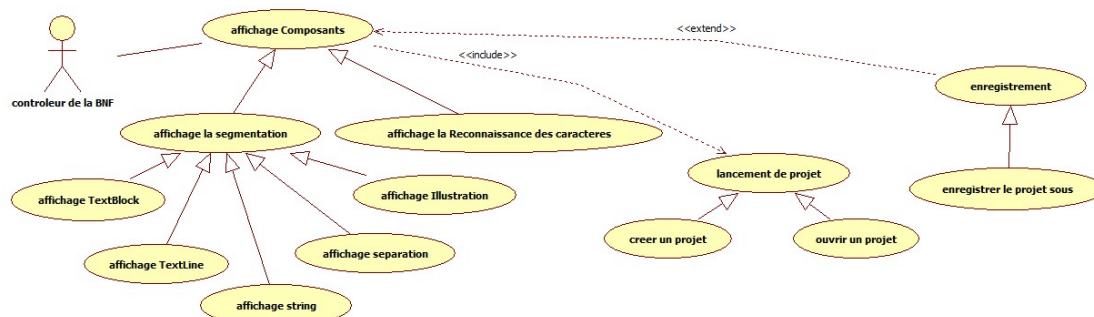 affichage Composants
<<extend>>
<<include>>
controleur de la BNF
enregistrement
affichage la segmentation
affichage la Reconnaissance des caracteres
lancement de projet
enregistrer le projet sous
affichage TextBlock
affichage Illustration
creer un projet
ouvrir un projet
affichage separation
affichage TextLine
affichage string